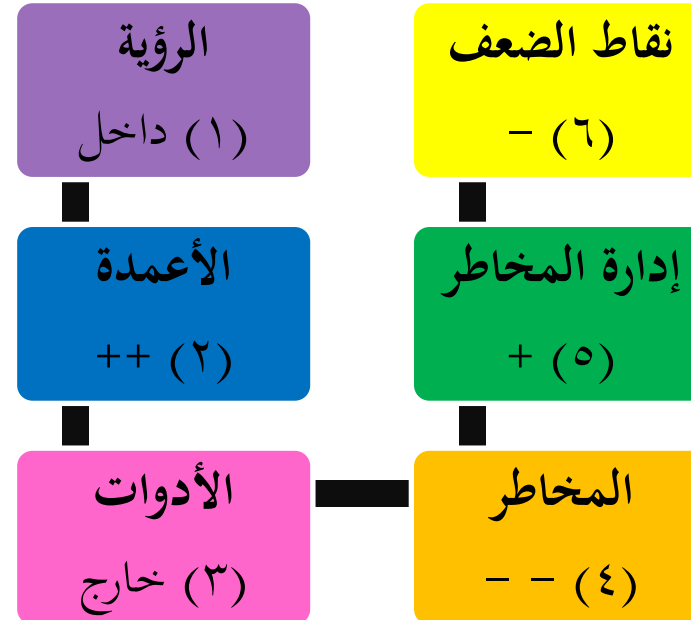 الرؤية
(١) داخل
الأعمدة
(٢) ++
الأدوات
(٣) خارج
المخاطر
(٤) – –
إدارة المخاطر
(٥) +
نقاط الضعف
(٦) –